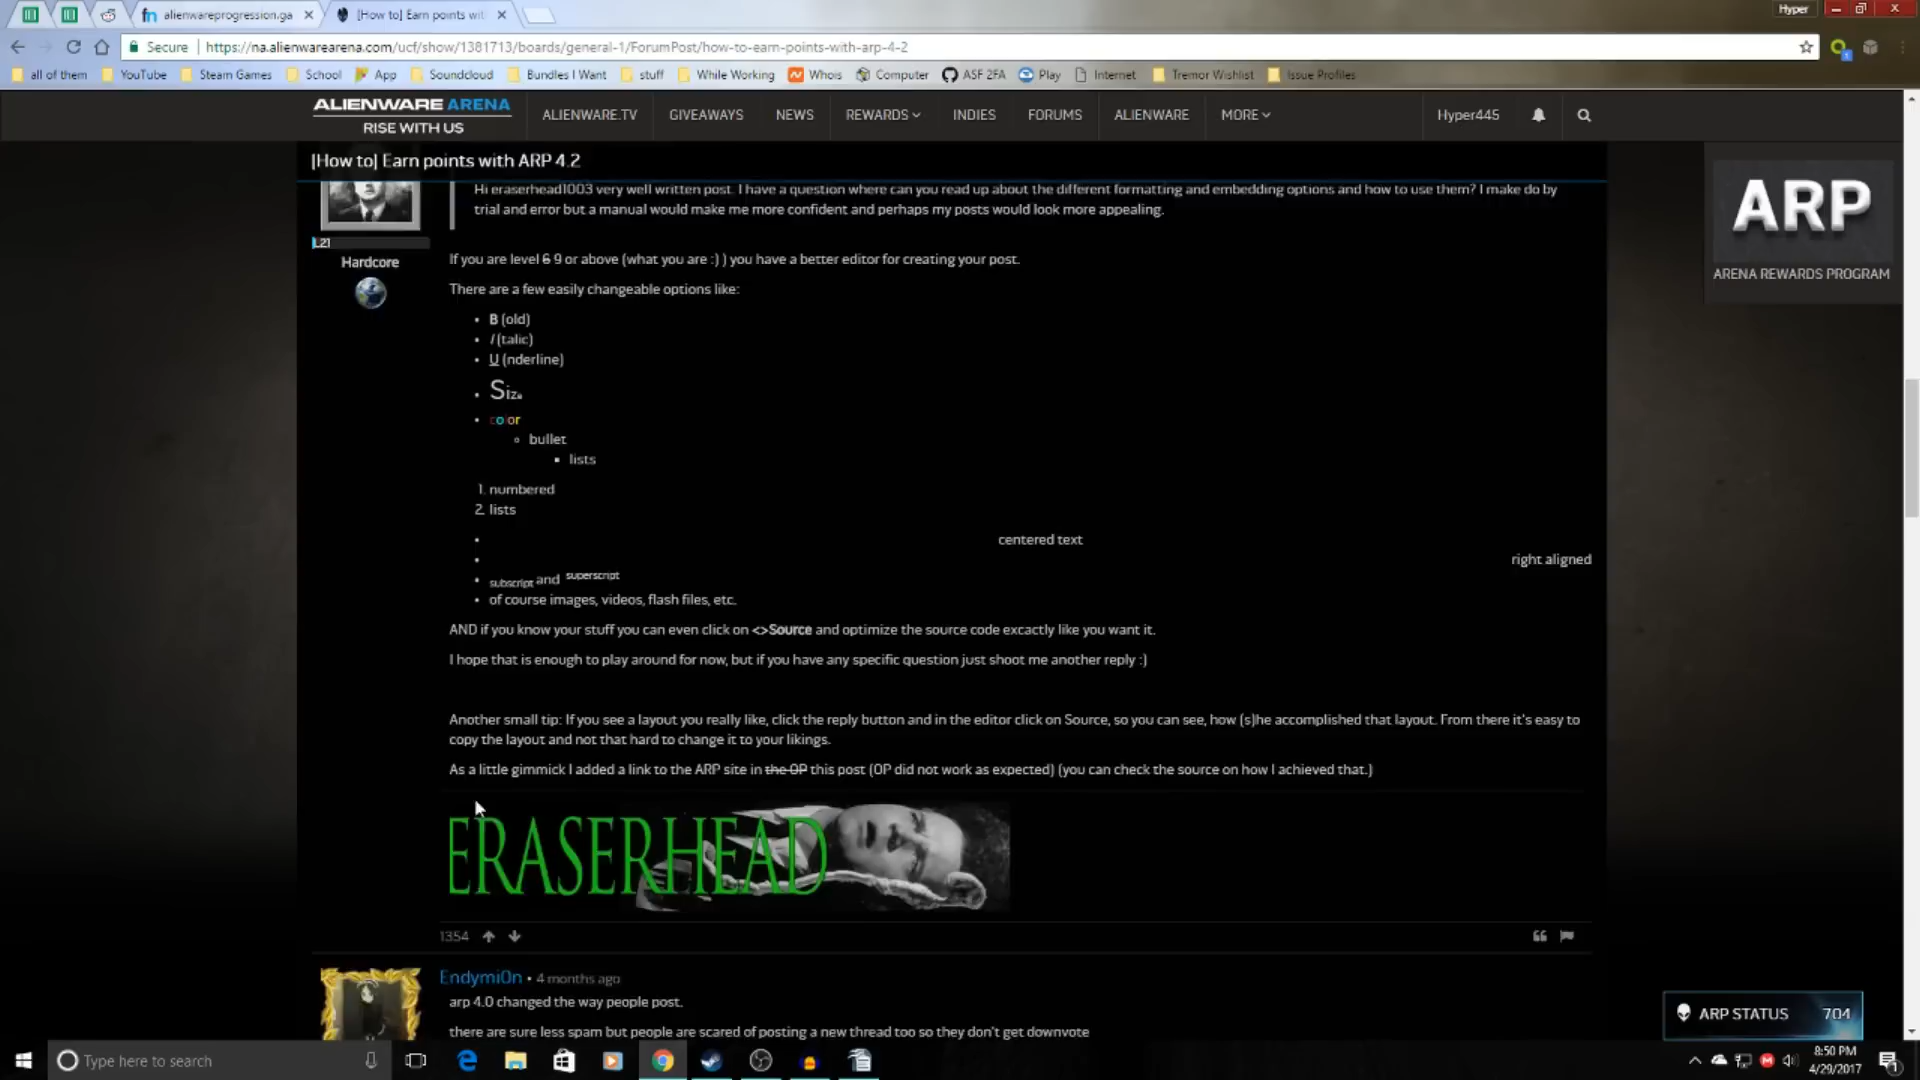 alienwareprogression.ga
[How to] Earn points wit
Hyper
Secure
https://na.alienwarearena.com/ucf/show/1381713/boards/general-1/ForumPost/how-to-earn-points-with-arp-4-2
all of them YouTube Steam Games School App Soundcloud Bundles I Want stuff While Working Whois Computer ASF 2FA Play Internet Tremor Wishlist Issue Profiles
ALIENWARE ARENA
RISE WITH US
ALIENWARE.TV GIVEAWAYS NEWS REWARDS INDIES FORUMS ALIENWARE MORE Hyper445
[How to] Earn points with ARP 4.2
Hi eraserhead1003 very well written post. I have a question where can you read up about the different formatting and embedding options and how to use them? I make do by
trial and error but a manual would make me more confident and perhaps my posts would look more appealing.
ARP
ARENA REWARDS PROGRAM
L21
Hardcore
If you are level 6 9 or above (what you are :) ) you have a better editor for creating your post.
There are a few easily changeable options like:
• B (old)
• I (talic)
• U (nderline)
• Size
• color
bullet
lists
1. numbered
2. lists
• centered text
• right aligned
• subscript and superscript
• of course images, videos, flash files, etc.
AND if you know your stuff you can even click on <>Source and optimize the source code excactly like you want it.
I hope that is enough to play around for now, but if you have any specific question just shoot me another reply :)
Another small tip: If you see a layout you really like, click the reply button and in the editor click on Source, so you can see, how (s)he accomplished that layout. From there it's easy to
copy the layout and not that hard to change it to your likings.
As a little gimmick I added a link to the ARP site in the OP this post (OP did not work as expected) (you can check the source on how I achieved that.)
ERASERHEAD
1354
Endymi0n • 4 months ago
arp 4.0 changed the way people post.
there are sure less spam but people are scared of posting a new thread too so they don't get downvote
ARP STATUS 704
Type here to search
8:50 PM
4/29/2017